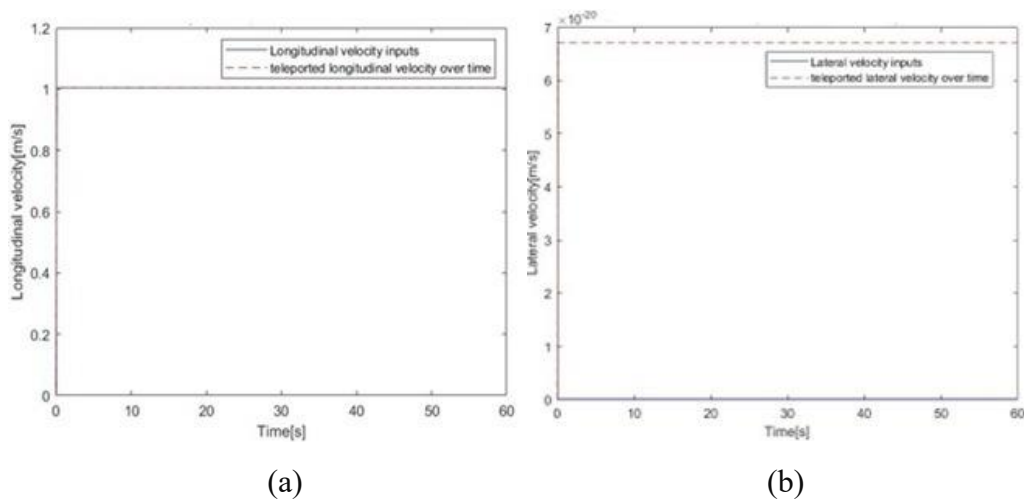 1.2
Longitudinal velocity inputs
teleported longitudinal velocity over time
1
0.8
0.6
0.4
0.2
0
Longitudinal velocity[m/s]
0 10 20 30 40 50 60
Time[s]
(a)
×10-20
7
Lateral velocity inputs
teleported lateral velocity over time
6
5
4
3
2
1
0
Lateral velocity[m/s]
0 10 20 30 40 50 60
Time[s]
(b)